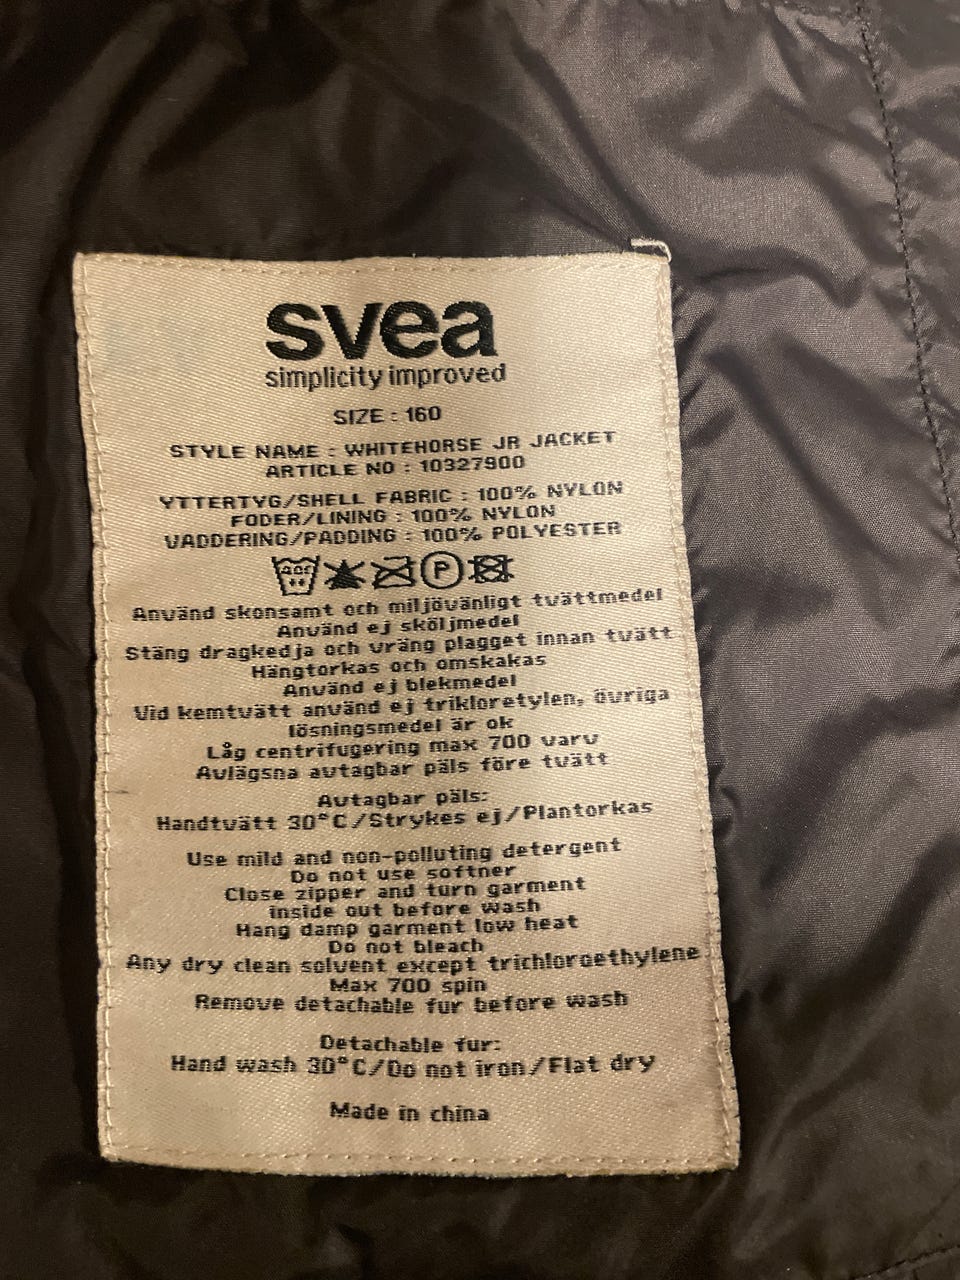 svea
simplicity improved
SIZE : 160
STYLE NAME : WHITEHORSE JR JACKET
ARTICLE NO : 10327900
YTTERTYG/SHELL FABRIC : 100% NYLON
FODER/LINING : 100% NYLON
VADDERING/PADDING : 100% POLYESTER
40C P
Använd skonsamt och miljövänligt tvättmedel
Använd ej sköljmedel
Stäng dragkedja och vräng plagget innan tvätt
Hängtorkas och omskakas
Använd ej blekmedel
Vid kemtvätt använd ej trikloretylen, övriga
lösningsmedel är ok
Låg centrifugering max 700 varv
Avlägsna avtagbar päls före tvätt
Avtagbar päls:
Handtvätt 30°C/Strykes ej/Plantorkas
Use mild and non-polluting detergent
Do not use softner
Close zipper and turn garment
inside out before wash
Hang damp garment low heat
Do not bleach
Any dry clean solvent except trichloroethylene
Max 700 spin
Remove detachable fur before wash
Detachable fur:
Hand wash 30°C/Do not iron/Flat dry
Made in china